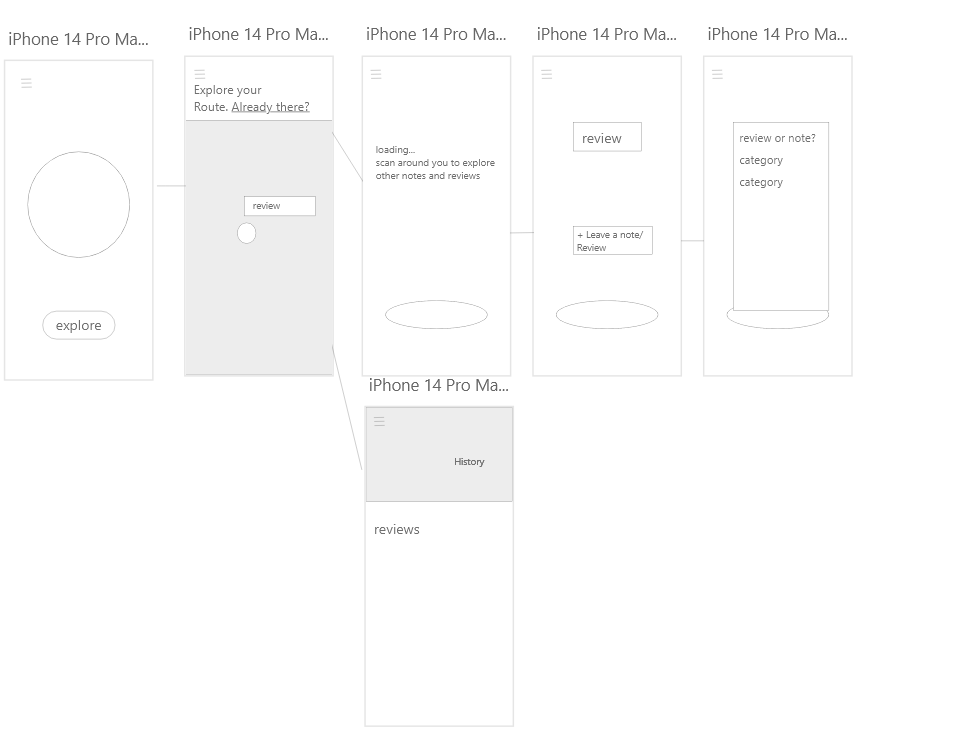 iPhone 14 Pro Ma...
explore
iPhone 14 Pro Ma...
Explore your
Route. Already there?
review
iPhone 14 Pro Ma...
loading...
scan around you to explore
other notes and reviews
iPhone 14 Pro Ma...
review
+ Leave a note/
Review
iPhone 14 Pro Ma...
review or note?
category
category
iPhone 14 Pro Ma...
History
reviews